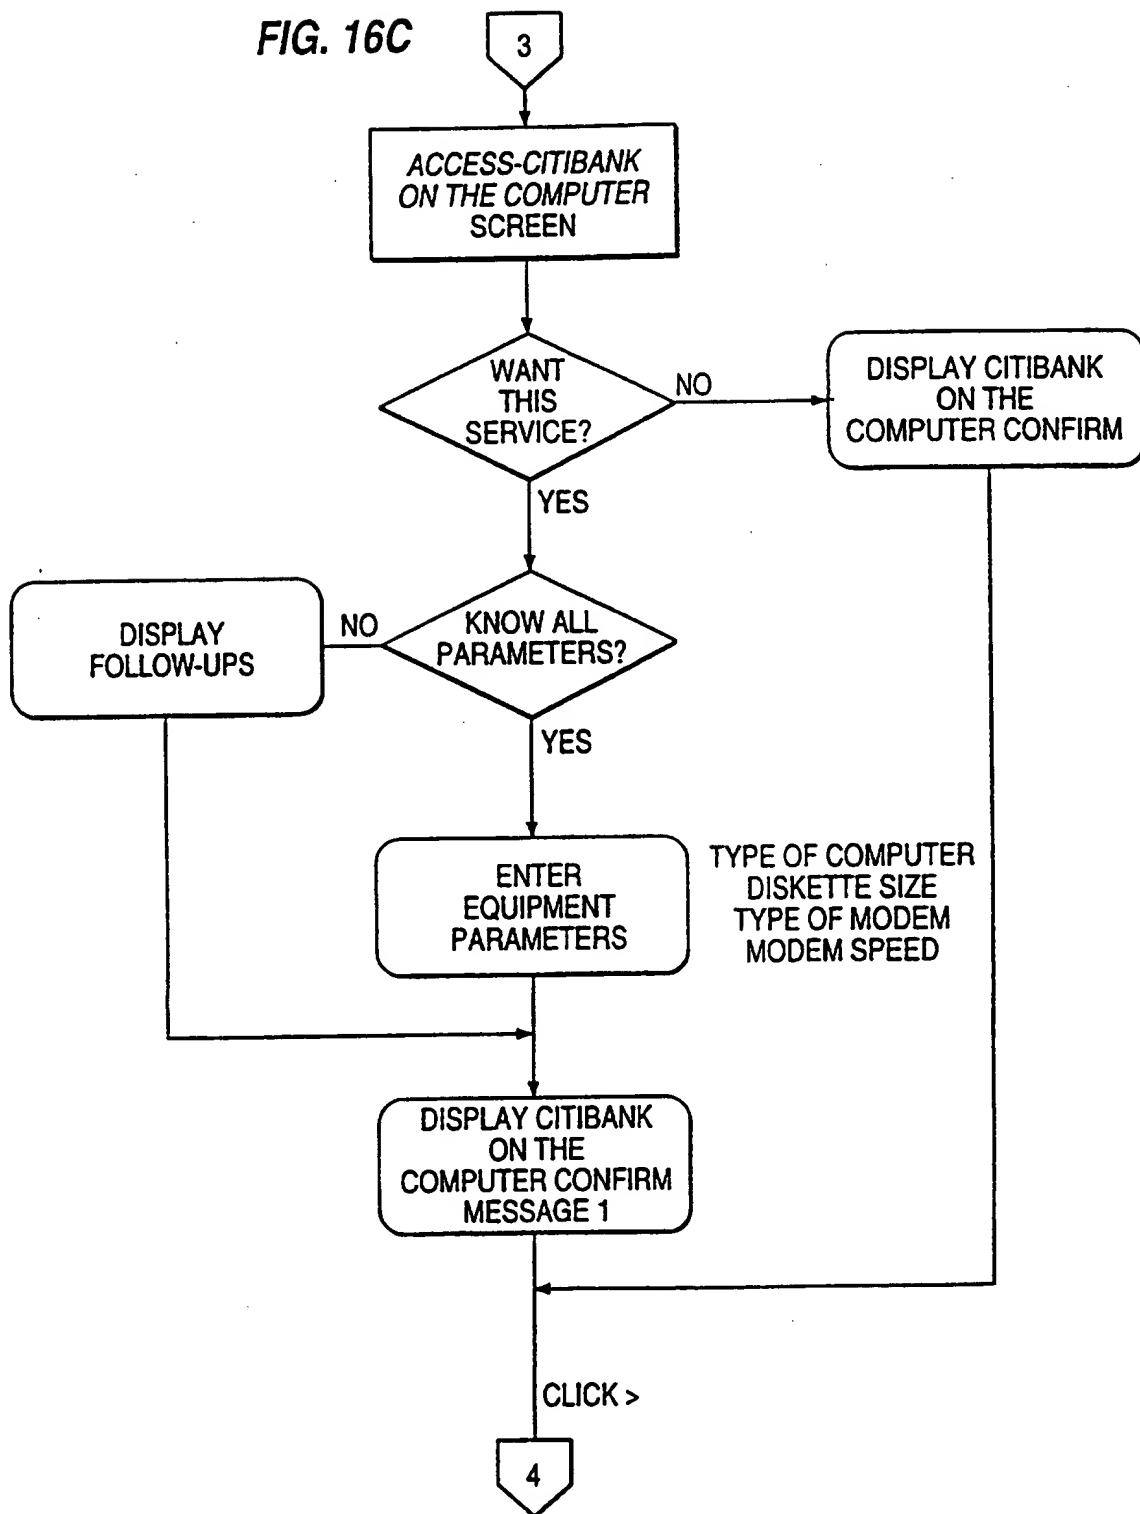 FIG. 16C
3
ACCESS-CITIBANK
ON THE COMPUTER
SCREEN
WANT
THIS
SERVICE?
NO
DISPLAY CITIBANK
ON THE
COMPUTER CONFIRM
YES
DISPLAY
FOLLOW-UPS
NO
KNOW ALL
PARAMETERS?
YES
ENTER
EQUIPMENT
PARAMETERS
TYPE OF COMPUTER
DISKETTE SIZE
TYPE OF MODEM
MODEM SPEED
DISPLAY CITIBANK
ON THE
COMPUTER CONFIRM
MESSAGE 1
CLICK >
4